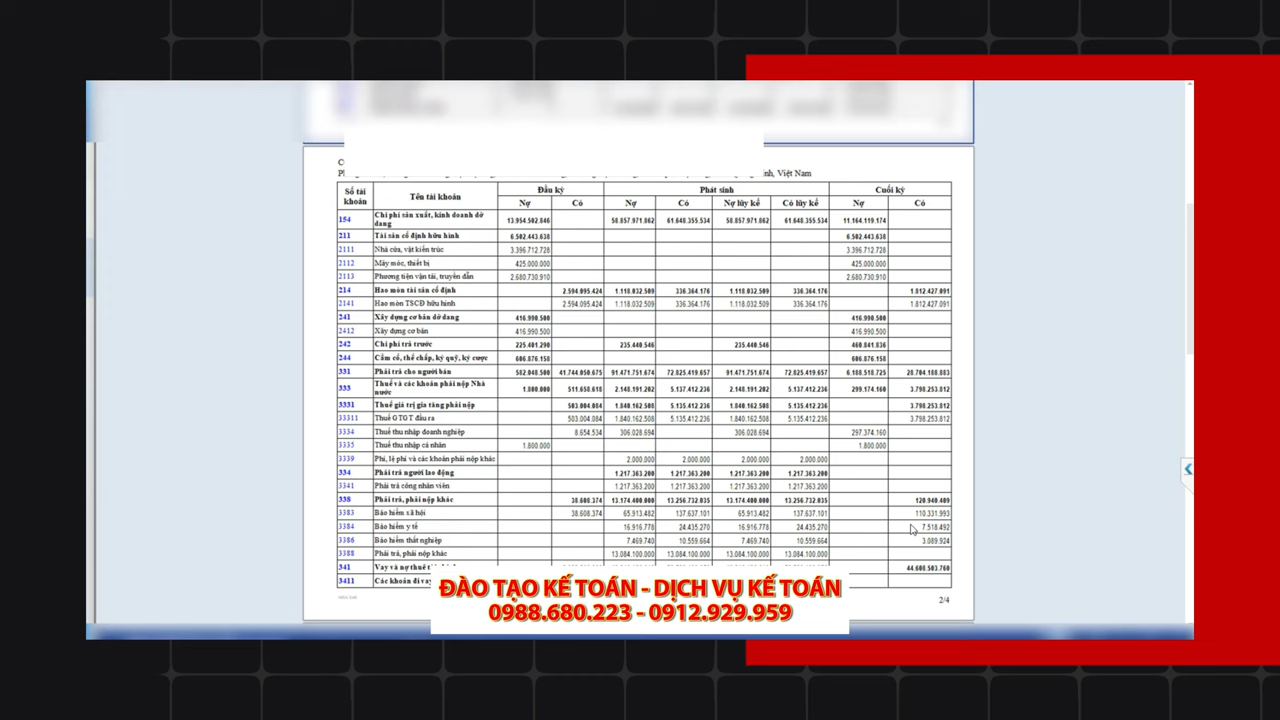 C
Ph
inh, Việt Nam
Số tài khoản Tên tài khoản Đầu kỳ Phát sinh Cuối kỳ
Nợ Có Nợ Có Nợ lũy kế Có lũy kế Nợ Có
154 Chi phí sản xuất, kinh doanh dở dang 13.954.502.846 58.857.971.862 61.648.355.534 58.857.971.862 61.648.355.534 11.164.119.174
211 Tài sản cố định hữu hình 6.502.443.638 6.502.443.638
2111 Nhà cửa, vật kiến trúc 3.396.712.728 3.396.712.728
2112 Máy móc, thiết bị 425.000.000 425.000.000
2113 Phương tiện vận tải, truyền dẫn 2.680.730.910 2.680.730.910
214 Hao mòn tài sản cố định 2.594.095.424 1.118.032.509 336.364.176 1.118.032.509 336.364.176 1.812.427.091
2141 Hao mòn TSCĐ hữu hình 2.594.095.424 1.118.032.509 336.364.176 1.118.032.509 336.364.176 1.812.427.091
241 Xây dựng cơ bản dở dang 416.990.500 416.990.500
2412 Xây dựng cơ bản 416.990.500 416.990.500
242 Chi phí trả trước 225.401.290 235.440.546 235.440.546 460.841.836
244 Cầm cố, thế chấp, ký quỹ, ký cược 606.876.158 606.876.158
331 Phải trả cho người bán 582.048.500 41.744.050.675 91.471.751.674 72.825.419.657 91.471.751.674 72.825.419.657 6.188.518.725 28.704.188.883
333 Thuế và các khoản phải nộp Nhà nước 1.800.000 511.658.618 2.148.191.202 5.137.412.236 2.148.191.202 5.137.412.236 299.174.160 3.798.253.812
3331 Thuế giá trị gia tăng phải nộp 503.004.084 1.840.162.508 5.135.412.236 1.840.162.508 5.135.412.236 3.798.253.812
33311 Thuế GTGT đầu ra 503.004.084 1.840.162.508 5.135.412.236 1.840.162.508 5.135.412.236 3.798.253.812
3334 Thuế thu nhập doanh nghiệp 8.654.534 306.028.694 306.028.694 297.374.160
3335 Thuế thu nhập cá nhân 1.800.000 1.800.000
3339 Phí, lệ phí và các khoản phải nộp khác 2.000.000 2.000.000 2.000.000 2.000.000
334 Phải trả người lao động 1.217.363.200 1.217.363.200 1.217.363.200 1.217.363.200
3341 Phải trả công nhân viên 1.217.363.200 1.217.363.200 1.217.363.200 1.217.363.200
338 Phải trả, phải nộp khác 38.608.374 13.174.400.000 13.256.732.035 13.174.400.000 13.256.732.035 120.940.409
3383 Bảo hiểm xã hội 38.608.374 65.913.482 137.637.101 65.913.482 137.637.101 110.331.993
3384 Bảo hiểm y tế 16.916.778 24.435.270 16.916.778 24.435.270 7.518.492
3386 Bảo hiểm thất nghiệp 7.469.740 10.559.664 7.469.740 10.559.664 3.089.924
3388 Phải trả, phải nộp khác 13.084.100.000 13.084.100.000 13.084.100.000 13.084.100.000
341 Vay và nợ thuê 44.608.503.760
3411 Các khoản đi vay
2/4
ĐÀO TẠO KẾ TOÁN - DỊCH VỤ KẾ TOÁN
0988.680.223 - 0912.929.959